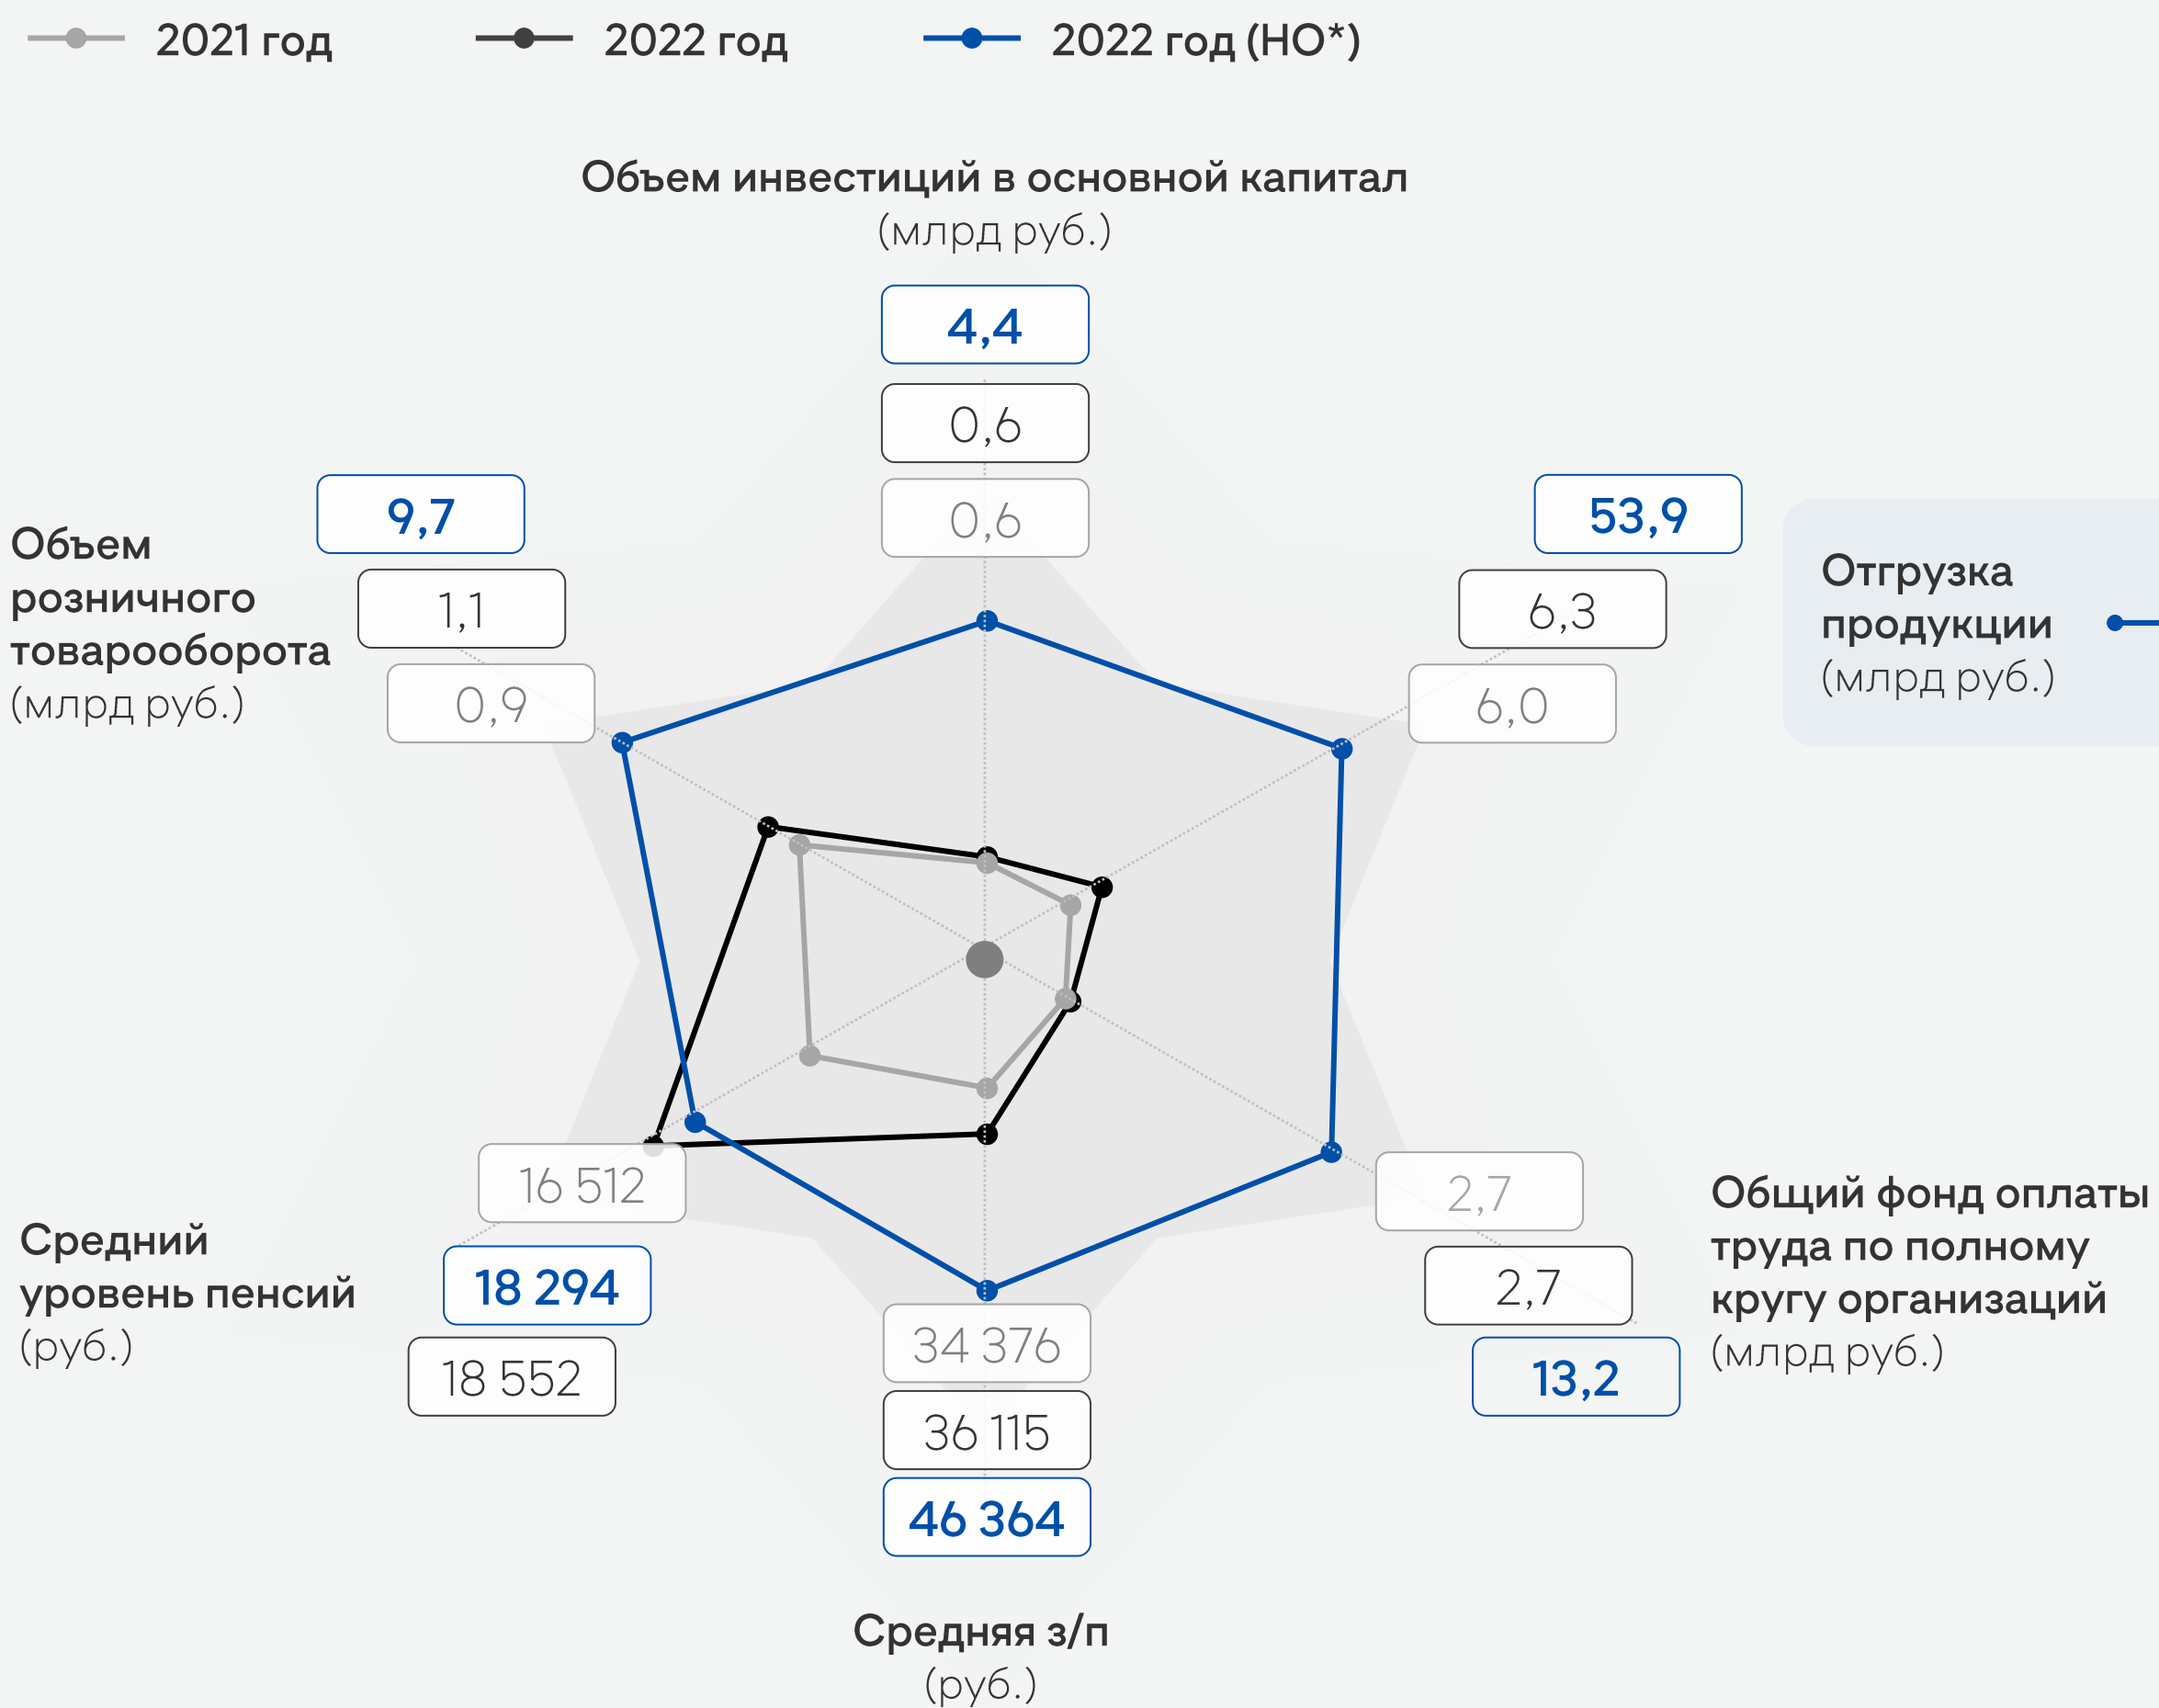 2021 год
2022 год
2022 год (НО*)
Объем инвестиций в основной капитал
(млрд руб.)
4,4
0,6
0,6
Объем
розничного
товарооборота
(млрд руб.)
9,7
1,1
0,9
53,9
6,3
6,0
Отгрузка
продукции
(млрд руб.)
Средний
уровень пенсий
(руб.)
16 512
18 294
18 552
34 376
36 115
46 364
Средняя з/п
(руб.)
2,7
2,7
13,2
Общий фонд оплаты
труда по полному
кругу организаций
(млрд руб.)